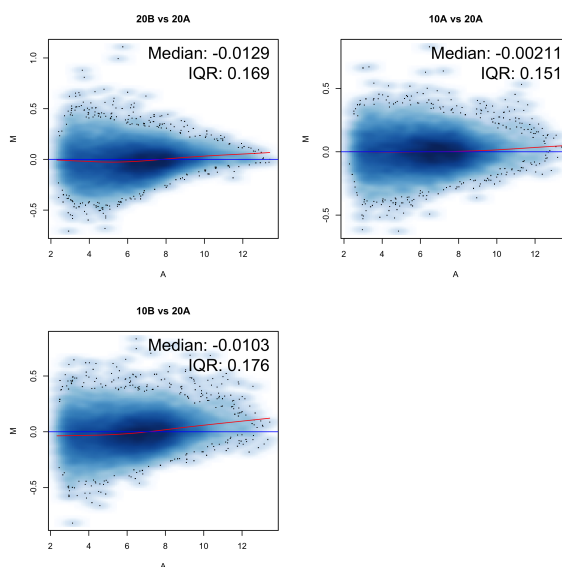 20B vs 20A
Median: -0.0129
IQR: 0.169
M
1.0
0.5
0.0
-0.5
2 4 6 8 10 12
A
10A vs 20A
Median: -0.00211
IQR: 0.151
M
0.5
0.0
-0.5
2 4 6 8 10 12
A
10B vs 20A
Median: -0.0103
IQR: 0.176
M
0.5
0.0
-0.5
2 4 6 8 10 12
A